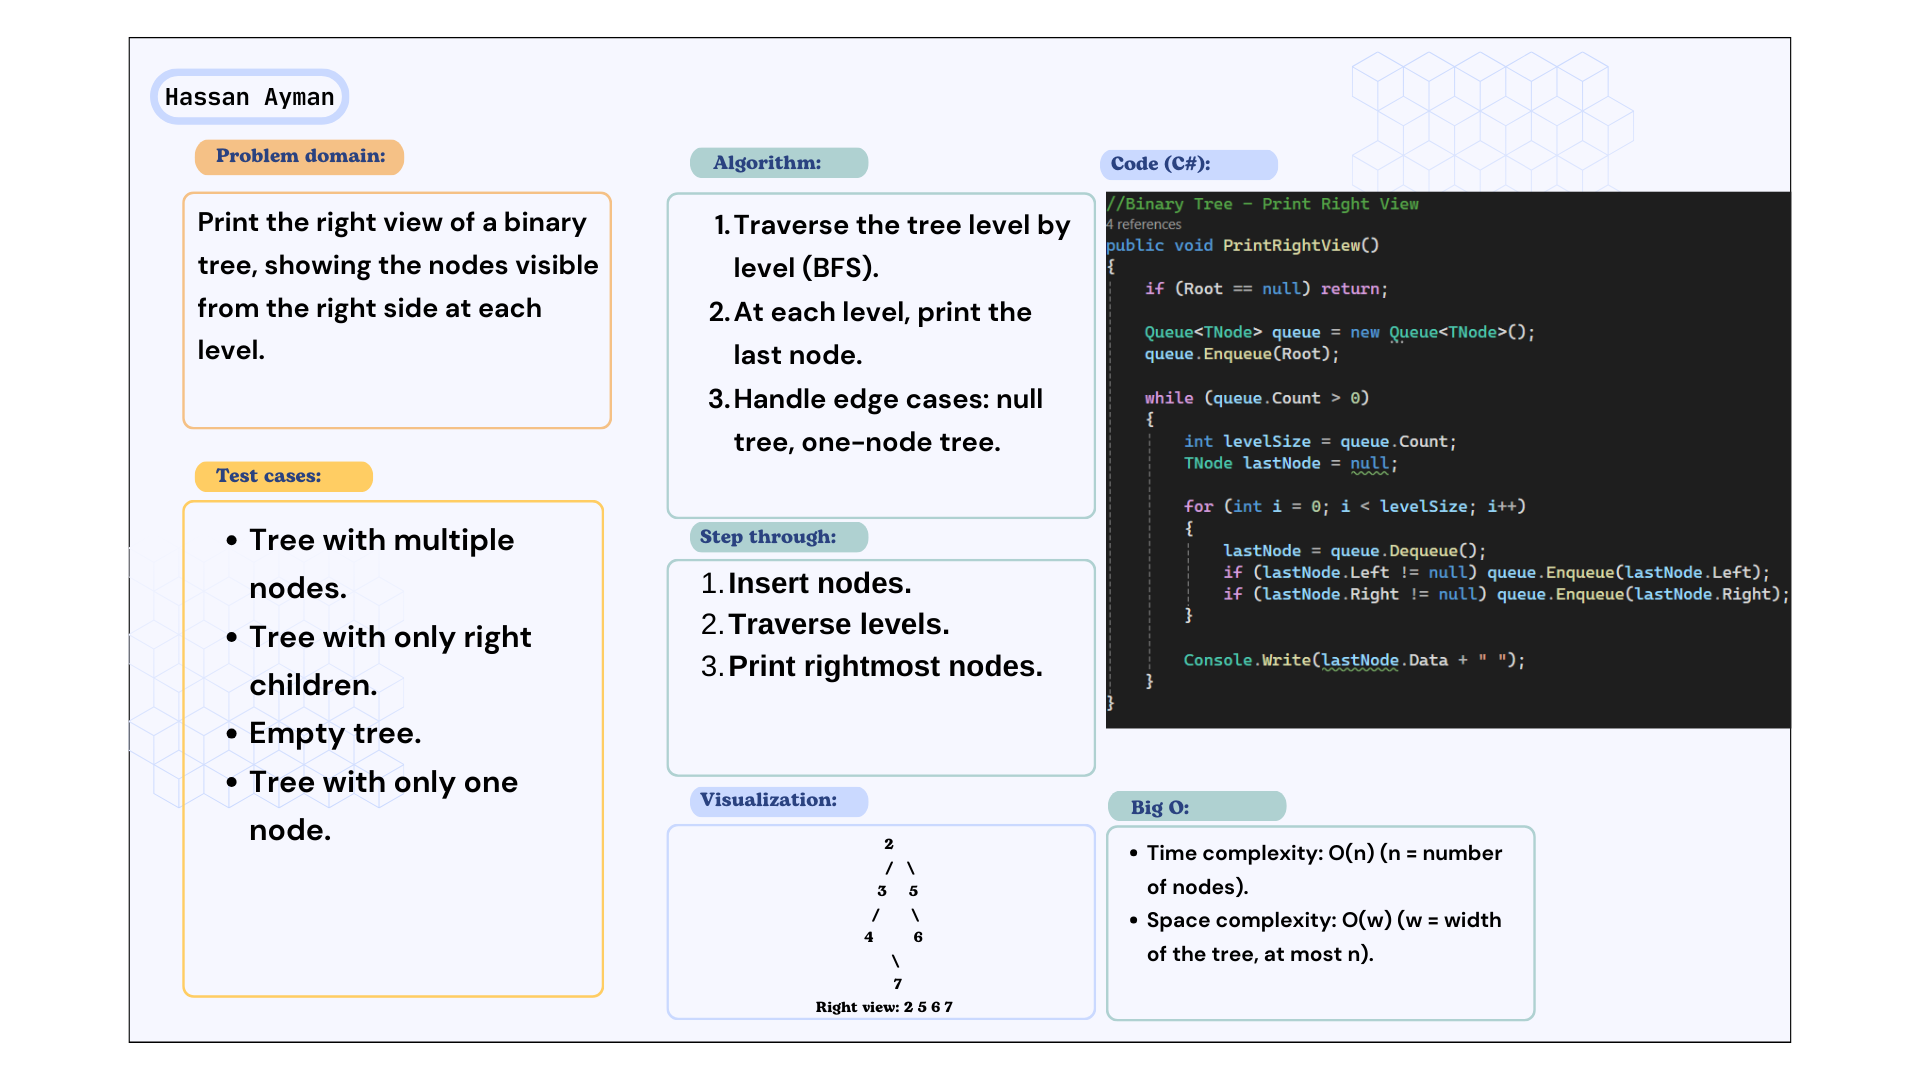 Hassan Ayman
Problem domain:
Print the right view of a binary
tree, showing the nodes visible
from the right side at each
level.
Test cases:
• Tree with multiple
nodes.
• Tree with only right
children.
• Empty tree.
• Tree with only one
node.
Algorithm:
1. Traverse the tree level by
level (BFS).
2. At each level, print the
last node.
3. Handle edge cases: null
tree, one-node tree.
Step through:
1. Insert nodes.
2. Traverse levels.
3. Print rightmost nodes.
Visualization:
2
/ \
3 5
/ \
4 6
\
7
Right view: 2 5 6 7
Code (C#):
//Binary Tree - Print Right View
4 references
public void PrintRightView()
{
if (Root == null) return;
Queue<TNode> queue = new Queue<TNode>();
queue.Enqueue(Root);
while (queue.Count > 0)
{
int levelSize = queue.Count;
TNode lastNode = null;
for (int i = 0; i < levelSize; i++)
{
lastNode = queue.Dequeue();
if (lastNode.Left != null) queue.Enqueue(lastNode.Left);
if (lastNode.Right != null) queue.Enqueue(lastNode.Right);
}
Console.Write(lastNode.Data + " ");
}
}
Big O:
• Time complexity: O(n) (n = number
of nodes).
• Space complexity: O(w) (w = width
of the tree, at most n).